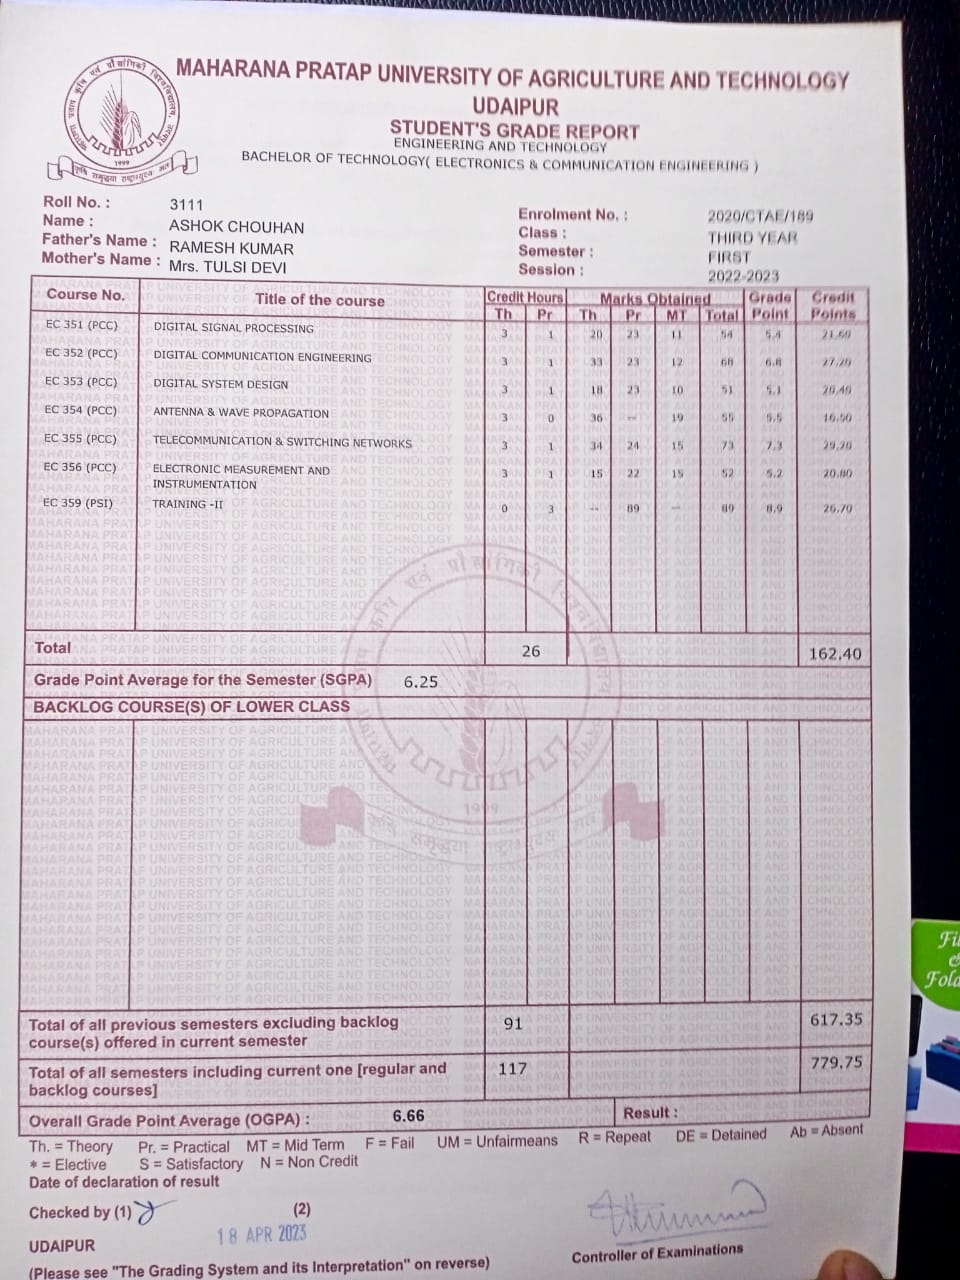 MAHARANA PRATAP UNIVERSITY OF AGRICULTURE AND TECHNOLOGY
UDAIPUR
STUDENT'S GRADE REPORT
ENGINEERING AND TECHNOLOGY
BACHELOR OF TECHNOLOGY( ELECTRONICS & COMMUNICATION ENGINEERING )
1999
Roll No. : 3111 Enrolment No. : 2020/CTAE/189
Name : ASHOK CHOUHAN Class : THIRD YEAR
Father's Name : RAMESH KUMAR Semester : FIRST
Mother's Name : Mrs. TULSI DEVI Session : 2022-2023
Course No. Title of the course Credit Hours Marks Obtained Grade Point Credit Points
Th Pr Th Pr MT Total
EC 351 (PCC) DIGITAL SIGNAL PROCESSING 3 1 20 23 11 54 5.4 21.60
EC 352 (PCC) DIGITAL COMMUNICATION ENGINEERING 3 1 33 23 12 68 6.8 27.20
EC 353 (PCC) DIGITAL SYSTEM DESIGN 3 1 18 23 10 51 5.1 20.40
EC 354 (PCC) ANTENNA & WAVE PROPAGATION 3 0 36 -- 19 55 5.5 16.50
EC 355 (PCC) TELECOMMUNICATION & SWITCHING NETWORKS 3 1 34 24 15 73 7.3 29.20
EC 356 (PCC) ELECTRONIC MEASUREMENT AND 3 1 15 22 15 52 5.2 20.80
INSTRUMENTATION
EC 359 (PSI) TRAINING -II 0 3 -- 89 -- 89 8.9 26.70
Total 26 162.40
Grade Point Average for the Semester (SGPA) 6.25
BACKLOG COURSE(S) OF LOWER CLASS
1999
Total of all previous semesters excluding backlog 91 617.35
course(s) offered in current semester
Total of all semesters including current one [regular and 117 779.75
backlog courses]
Overall Grade Point Average (OGPA) : 6.66 Result :
Th. = Theory Pr. = Practical MT = Mid Term F = Fail UM = Unfairmeans R = Repeat DE = Detained Ab = Absent
* = Elective S = Satisfactory N = Non Credit
Date of declaration of result
Checked by (1) (2)
18 APR 2023
UDAIPUR
Controller of Examinations
(Please see "The Grading System and its Interpretation" on reverse)